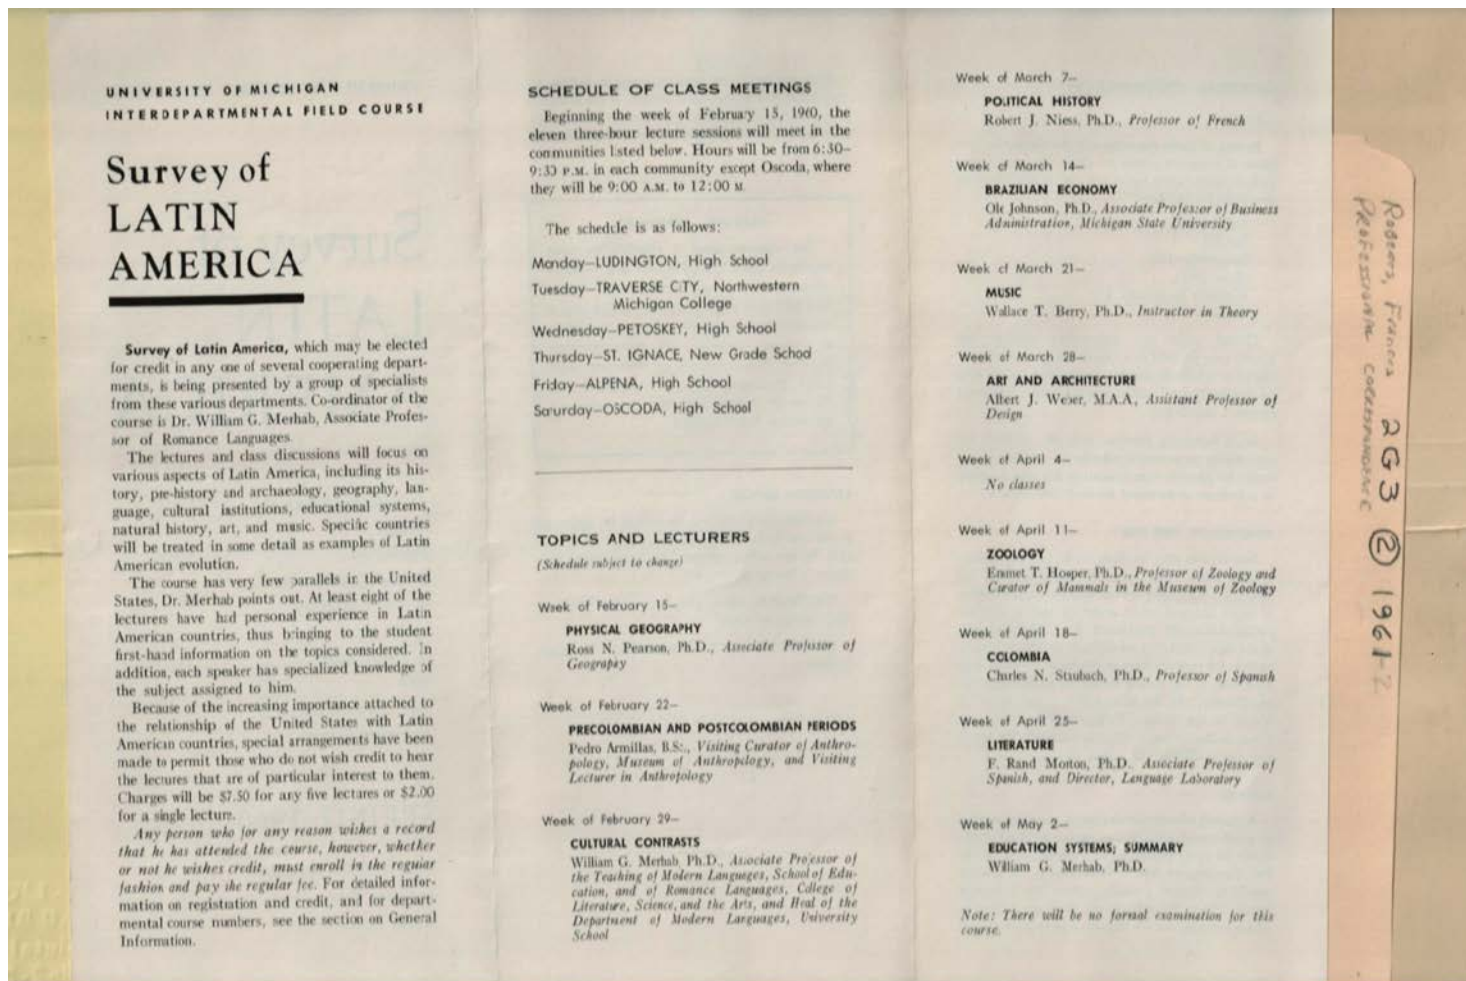 UNIVERSITY OF MICHIGAN
INTERDEPARTMENTAL FIELD COURSE
Survey of
LATIN
AMERICA
Survey of Latin America, which may be elected
for credit in any one of several cooperating depart-
ments, is being presented by a group of specialists
from these various departments. Co-ordinator of the
course is Dr. William G. Merhab, Associate Profes-
sor of Romance Languages.
The lectures and class discussions will focus on
various aspects of Latin America, including its his-
tory, pre-history and archaeology, geography, lan-
guage, cultural institutions, educational systems,
natural history, art, and music. Specific countries
will be treated in some detail as examples of Latin
American evolution.
The course has very few parallels in the United
States, Dr. Merhab points out. At least eight of the
lecturers have had personal experience in Latin
American countries, thus bringing to the student
first-hand information on the topics considered. In
addition, each speaker has specialized knowledge of
the subject assigned to him.
Because of the increasing importance attached to
the relationship of the United States with Latin
American countries, special arrangements have been
made to permit those who do not wish credit to hear
the lectures that are of particular interest to them.
Charges will be $7.50 for any five lectures or $2.00
for a single lecture.
Any person who for any reason wishes a record
that he has attended the course, however, whether
or not he wishes credit, must enroll in the regular
fashion and pay the regular fee. For detailed infor-
mation on registration and credit, and for depart-
mental course numbers, see the section on General
Information.
SCHEDULE OF CLASS MEETINGS
Beginning the week of February 15, 1960, the
eleven three-hour lecture sessions will meet in the
communities listed below. Hours will be from 6:30–
9:30 P.M. in each community except Oscoda, where
they will be 9:00 A.M. to 12:00 M.
The schedule is as follows:
Monday—LUDINGTON, High School
Tuesday—TRAVERSE CITY, Northwestern
Michigan College
Wednesday—PETOSKEY, High School
Thursday—ST. IGNACE, New Grade School
Friday—ALPENA, High School
Saturday—OSCODA, High School
TOPICS AND LECTURERS
(Schedule subject to change)
Week of February 15—
PHYSICAL GEOGRAPHY
Ross N. Pearson, Ph.D., Associate Professor of
Geography
Week of February 22—
PRECOLOMBIAN AND POSTCOLOMBIAN PERIODS
Pedro Armillas, B.Sc., Visiting Curator of Anthro-
pology, Museum of Anthropology, and Visiting
Lecturer in Anthropology
Week of February 29—
CULTURAL CONTRASTS
William G. Merhab, Ph.D., Associate Professor of
the Teaching of Modern Languages, School of Edu-
cation, and of Romance Languages, College of
Literature, Science, and the Arts, and Head of the
Department of Modern Languages, University
School
Week of March 7—
POLITICAL HISTORY
Robert J. Niess, Ph.D., Professor of French
Week of March 14—
BRAZILIAN ECONOMY
Ole Johnson, Ph.D., Associate Professor of Business
Administration, Michigan State University
Week of March 21—
MUSIC
Wallace T. Berry, Ph.D., Instructor in Theory
Week of March 28—
ART AND ARCHITECTURE
Albert J. Weber, M.A.A, Assistant Professor of
Design
Week of April 4—
No classes
Week of April 11—
ZOOLOGY
Emmet T. Hooper, Ph.D., Professor of Zoology and
Curator of Mammals in the Museum of Zoology
Week of April 18—
COLOMBIA
Charles N. Staubach, Ph.D., Professor of Spanish
Week of April 25—
LITERATURE
F. Rand Morton, Ph.D. Associate Professor of
Spanish, and Director, Language Laboratory
Week of May 2—
EDUCATION SYSTEMS; SUMMARY
William G. Merhab, Ph.D.
Note: There will be no formal examination for this
course.
2G3 ② 1961-2
PROFESSIONAL CORRESPONDENCE